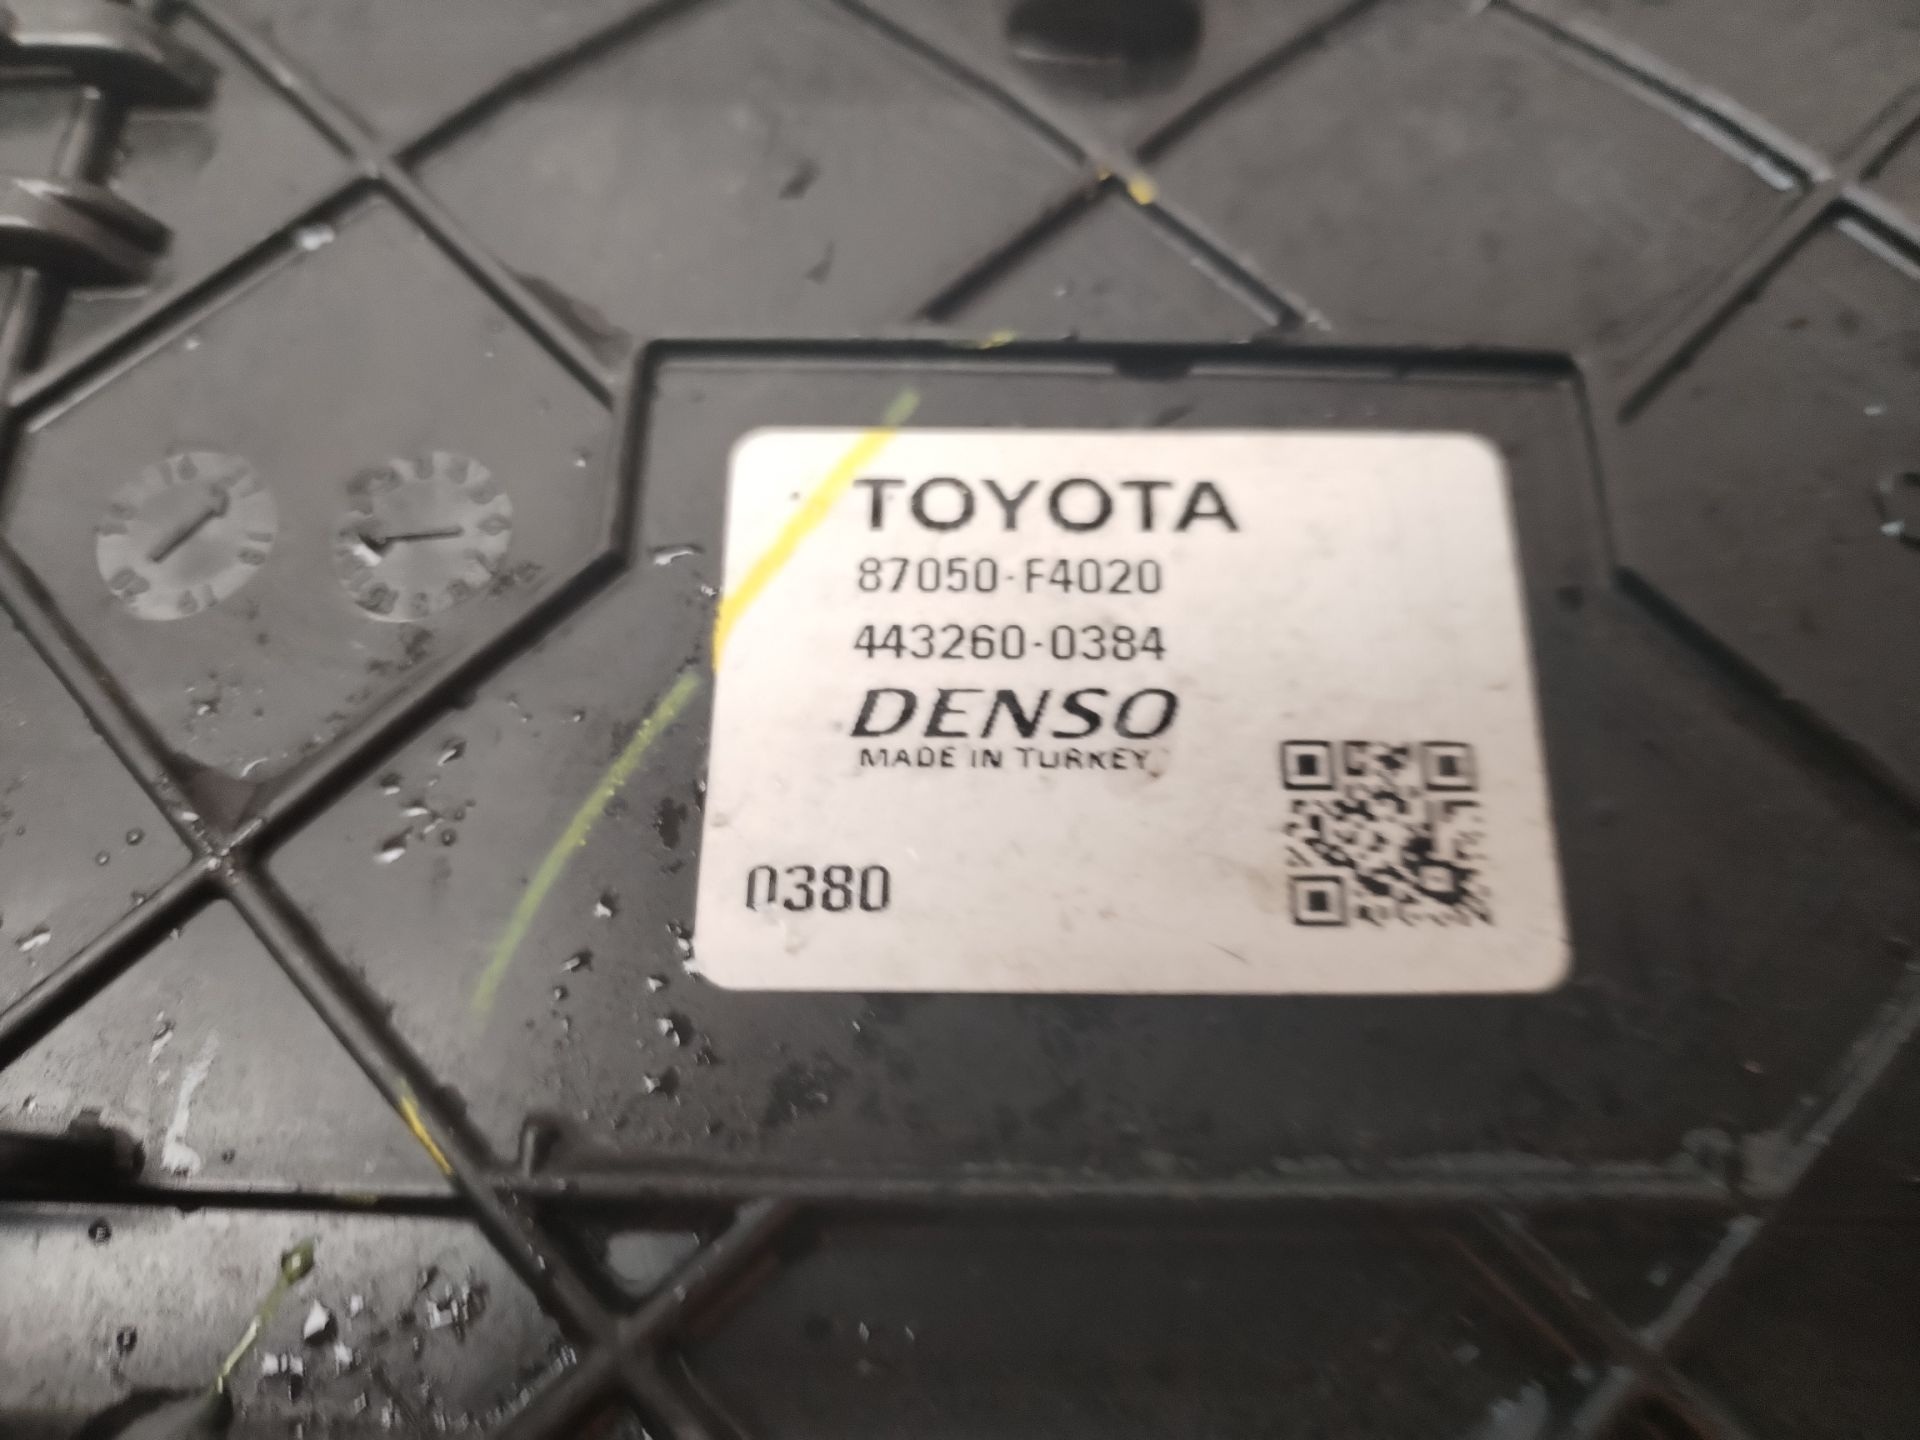 TOYOTA
87050-F4020
443260-0384
DENSO
MADE IN TURKEY
0380